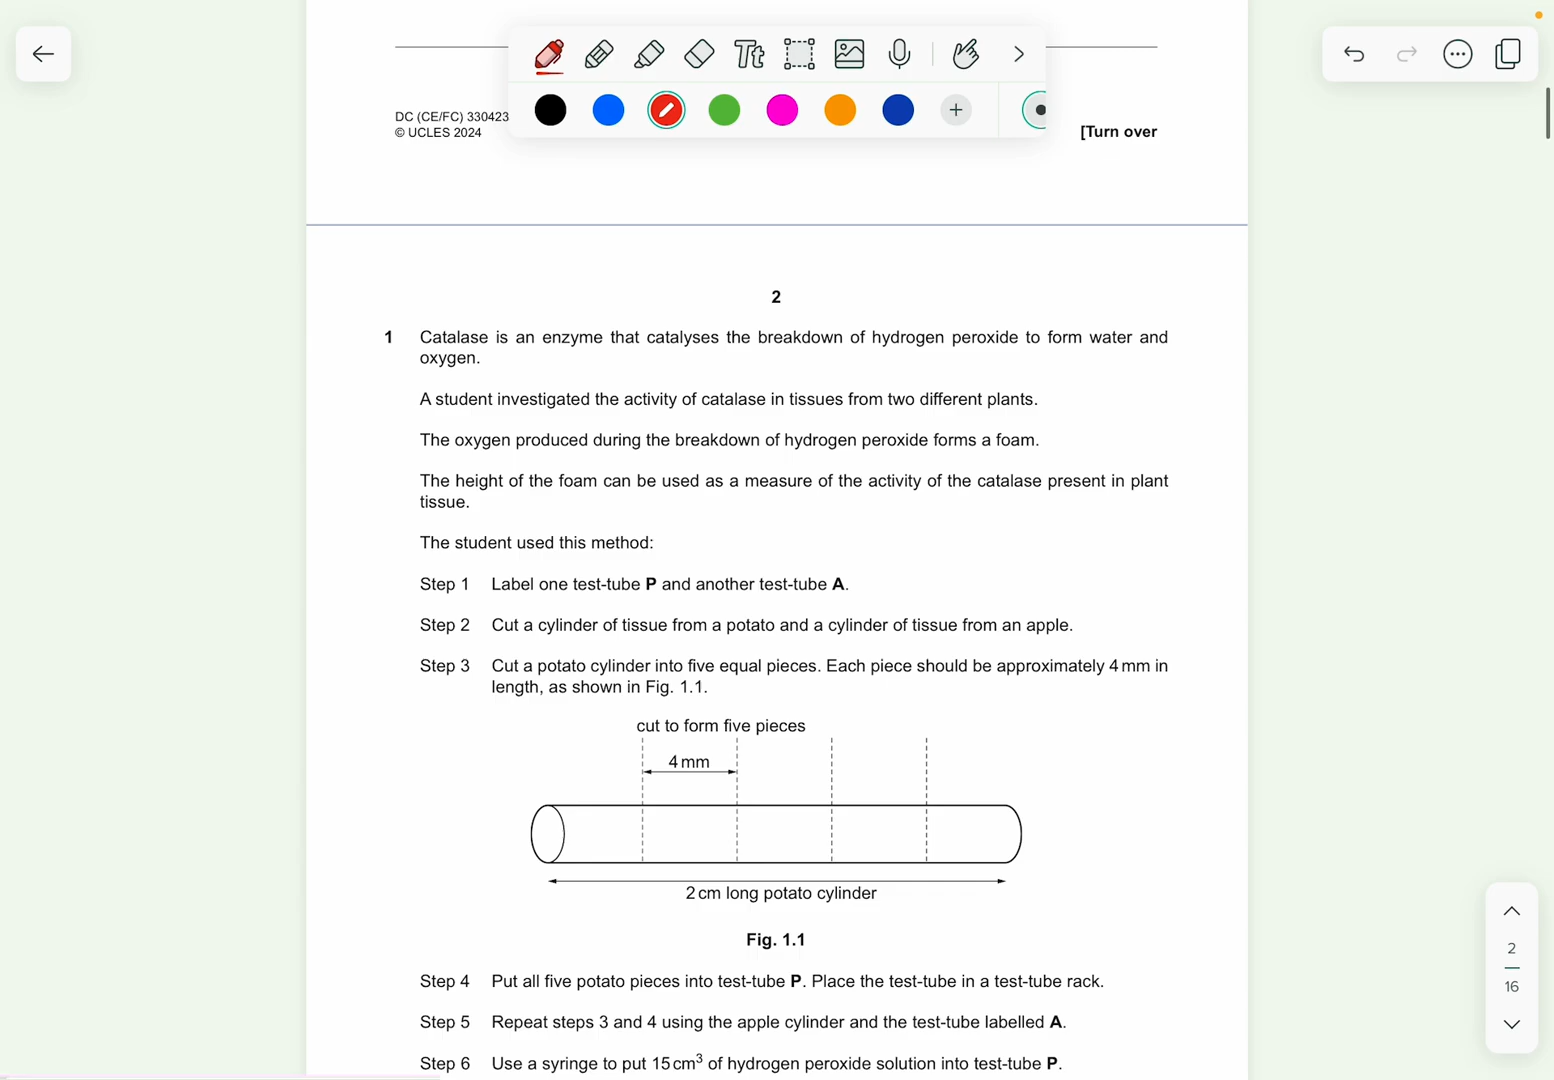 Tt
DC (CE/FC) 330423
© UCLES 2024
[Turn over
2
1 Catalase is an enzyme that catalyses the breakdown of hydrogen peroxide to form water and
oxygen.
A student investigated the activity of catalase in tissues from two different plants.
The oxygen produced during the breakdown of hydrogen peroxide forms a foam.
The height of the foam can be used as a measure of the activity of the catalase present in plant
tissue.
The student used this method:
Step 1 Label one test-tube P and another test-tube A.
Step 2 Cut a cylinder of tissue from a potato and a cylinder of tissue from an apple.
Step 3 Cut a potato cylinder into five equal pieces. Each piece should be approximately 4 mm in
length, as shown in Fig. 1.1.
cut to form five pieces
4 mm
2 cm long potato cylinder
Fig. 1.1
Step 4 Put all five potato pieces into test-tube P. Place the test-tube in a test-tube rack.
Step 5 Repeat steps 3 and 4 using the apple cylinder and the test-tube labelled A.
Step 6 Use a syringe to put 15 cm³ of hydrogen peroxide solution into test-tube P.
2
16